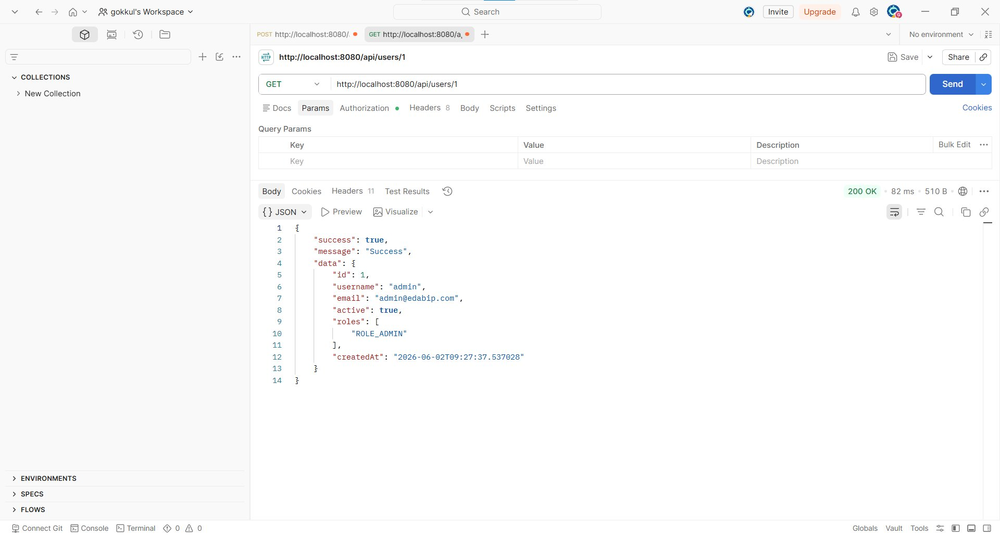 gokkul's Workspace
Search
Invite
Upgrade
POST http://localhost:8080/
GET http://localhost:8080/a
No environment
COLLECTIONS
New Collection
HTTP http://localhost:8080/api/users/1
Save
Share
GET
http://localhost:8080/api/users/1
Send
Docs Params Authorization Headers 8 Body Scripts Settings
Cookies
Query Params
Key Value Description Bulk Edit
Key Value Description
Body Cookies Headers 11 Test Results
200 OK • 82 ms • 510 B
{} JSON Preview Visualize
1 {
2 "success": true,
3 "message": "Success",
4 "data": {
5 "id": 1,
6 "username": "admin",
7 "email": "admin@edabip.com",
8 "active": true,
9 "roles": [
10 "ROLE_ADMIN"
11 ],
12 "createdAt": "2026-06-02T09:27:37.537028"
13 }
14 }
ENVIRONMENTS
SPECS
FLOWS
Connect Git Console Terminal 0 0
Globals Vault Tools